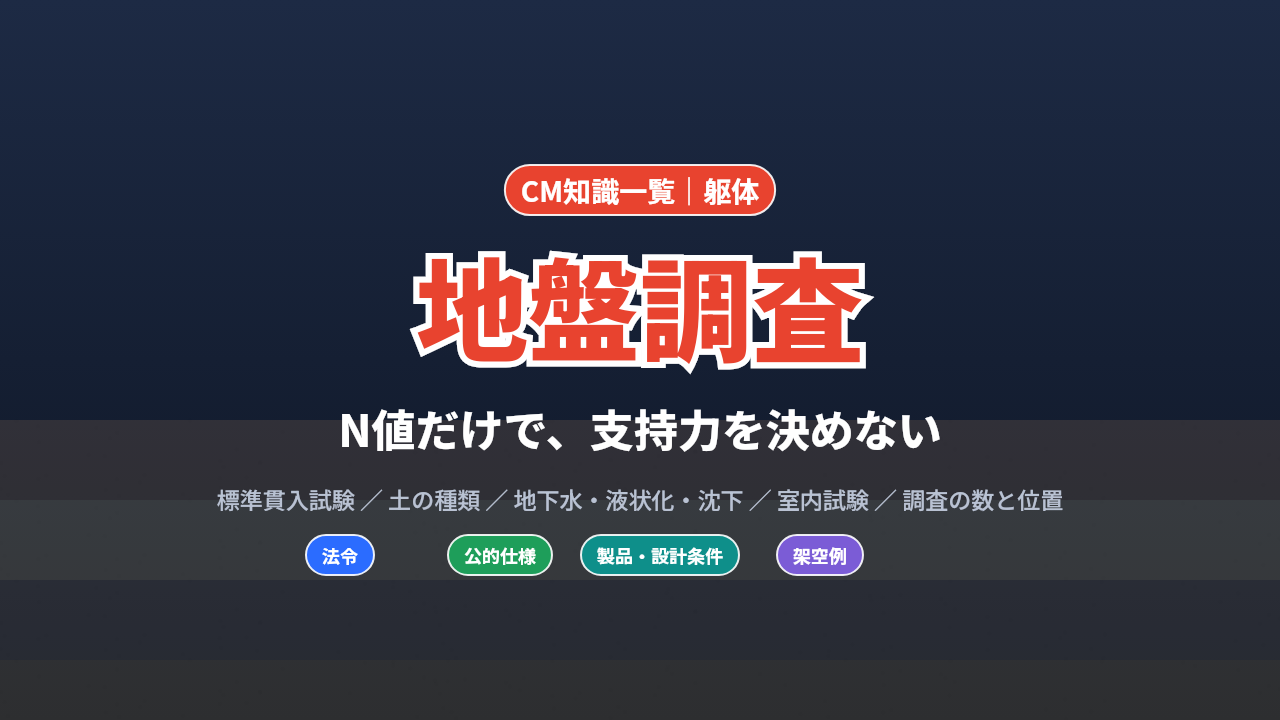 CM知識一覧｜躯体
地盤調査
N値だけで、支持力を決めない
標準貫入試験 ／ 土の種類 ／ 地下水・液状化・沈下 ／ 室内試験 ／ 調査の数と位置
法令 公的仕様 製品・設計条件 架空例